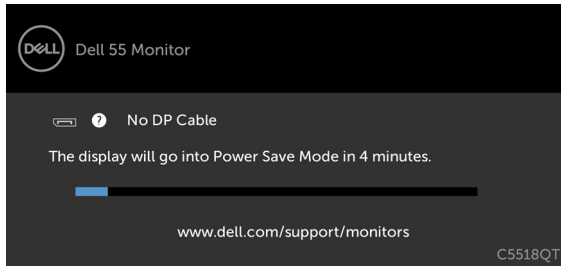 DELL Dell 55 Monitor
? No DP Cable
The display will go into Power Save Mode in 4 minutes.
www.dell.com/support/monitors
C5518QT